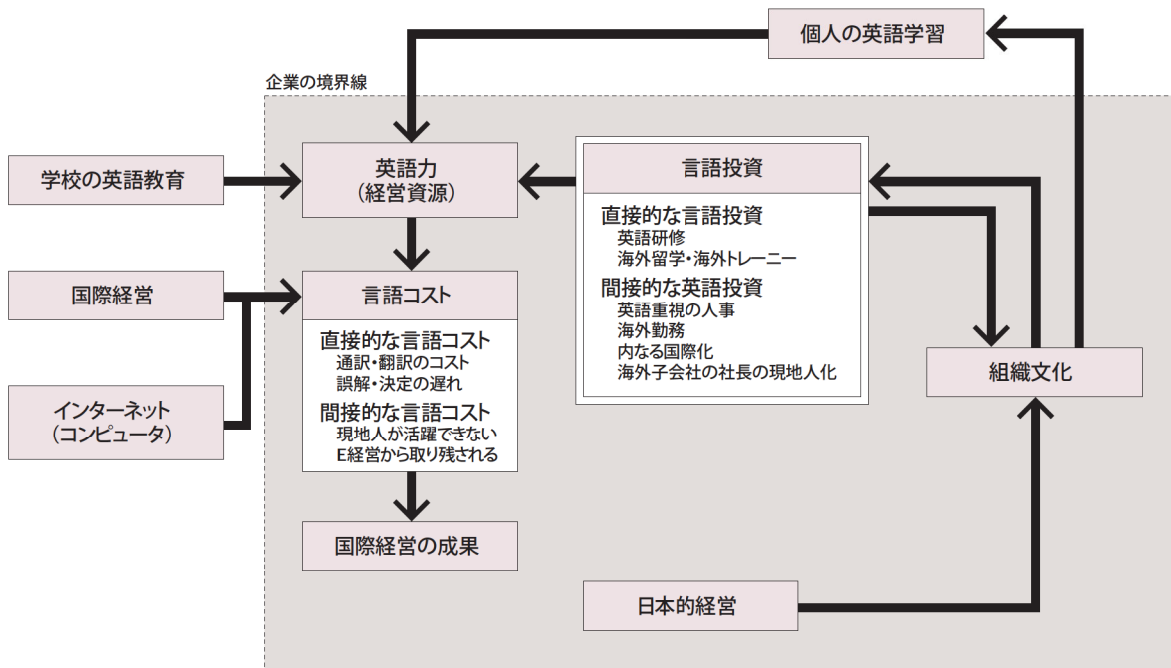 個人の英語学習
企業の境界線
学校の英語教育
英語力
（経営資源）
言語投資
直接的な言語投資
英語研修
海外留学・海外トレーニー
間接的な英語投資
英語重視の人事
海外勤務
内なる国際化
海外子会社の社長の現地人化
国際経営
言語コスト
直接的な言語コスト
通訳・翻訳のコスト
誤解・決定の遅れ
間接的な言語コスト
現地人が活躍できない
E経営から取り残される
インターネット
（コンピュータ）
組織文化
国際経営の成果
日本的経営